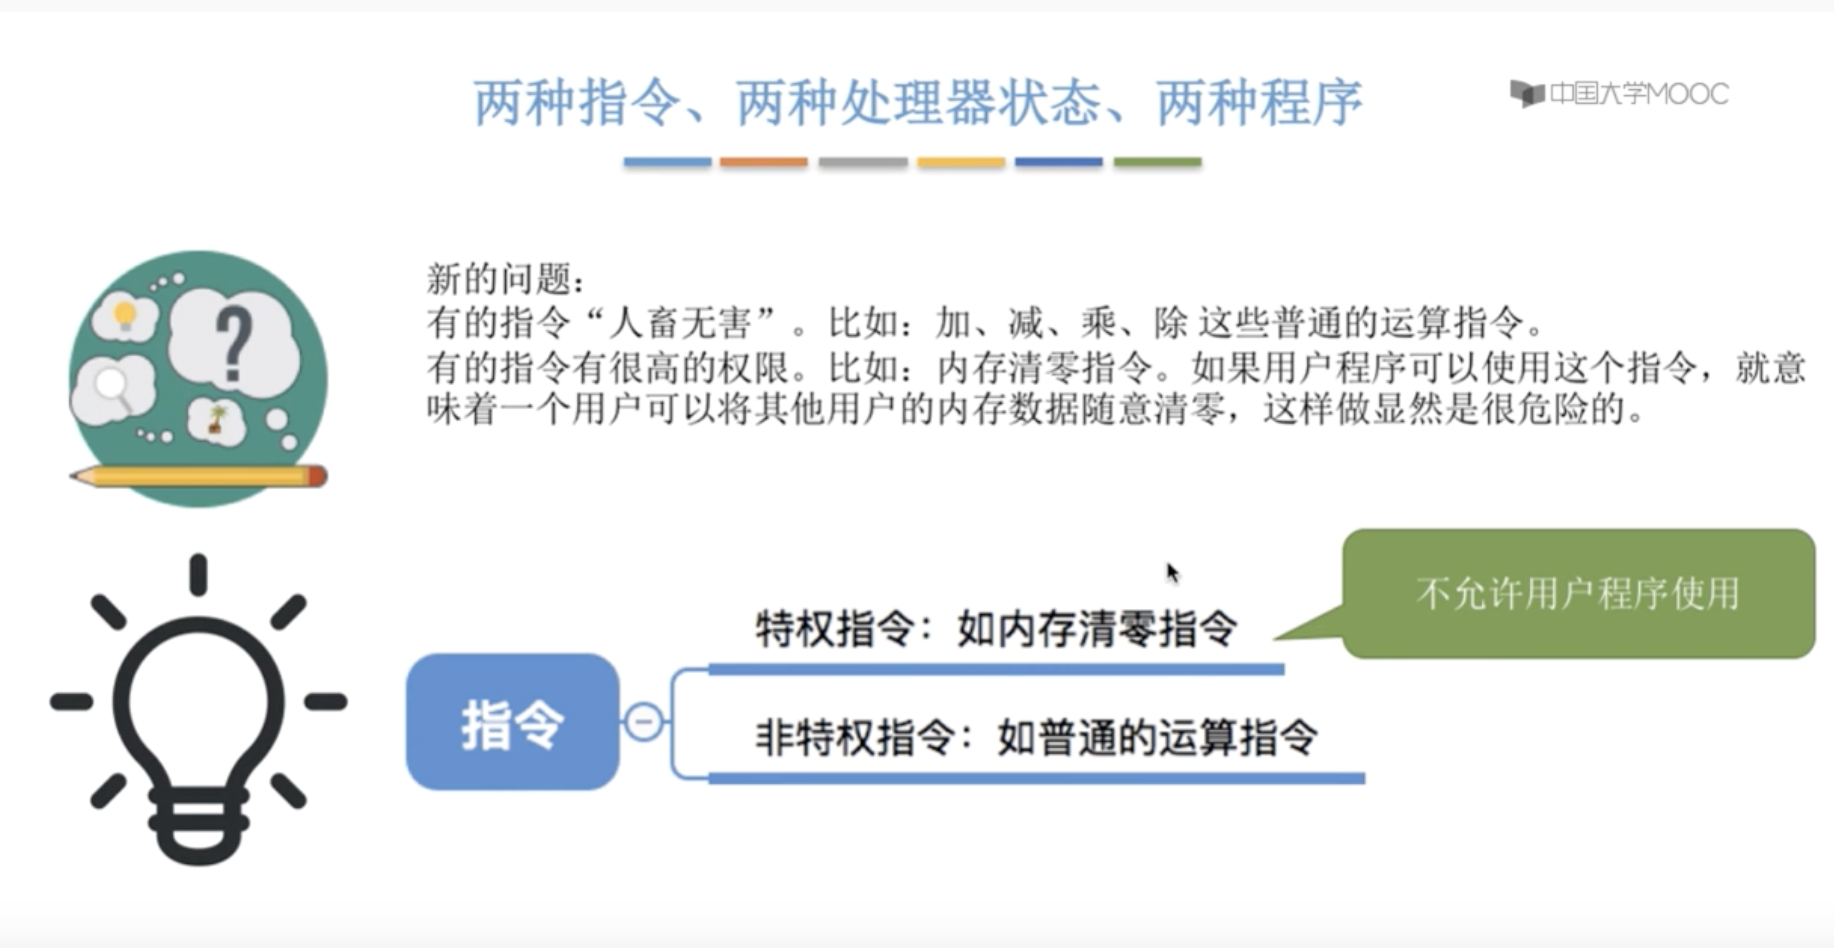 两种指令、两种处理器状态、两种程序
中国大学MOOC
新的问题：
有的指令“人畜无害”。比如：加、减、乘、除 这些普通的运算指令。
有的指令有很高的权限。比如：内存清零指令。如果用户程序可以使用这个指令，就意
味着一个用户可以将其他用户的内存数据随意清零，这样做显然是很危险的。
不允许用户程序使用
特权指令：如内存清零指令
指令
非特权指令：如普通的运算指令